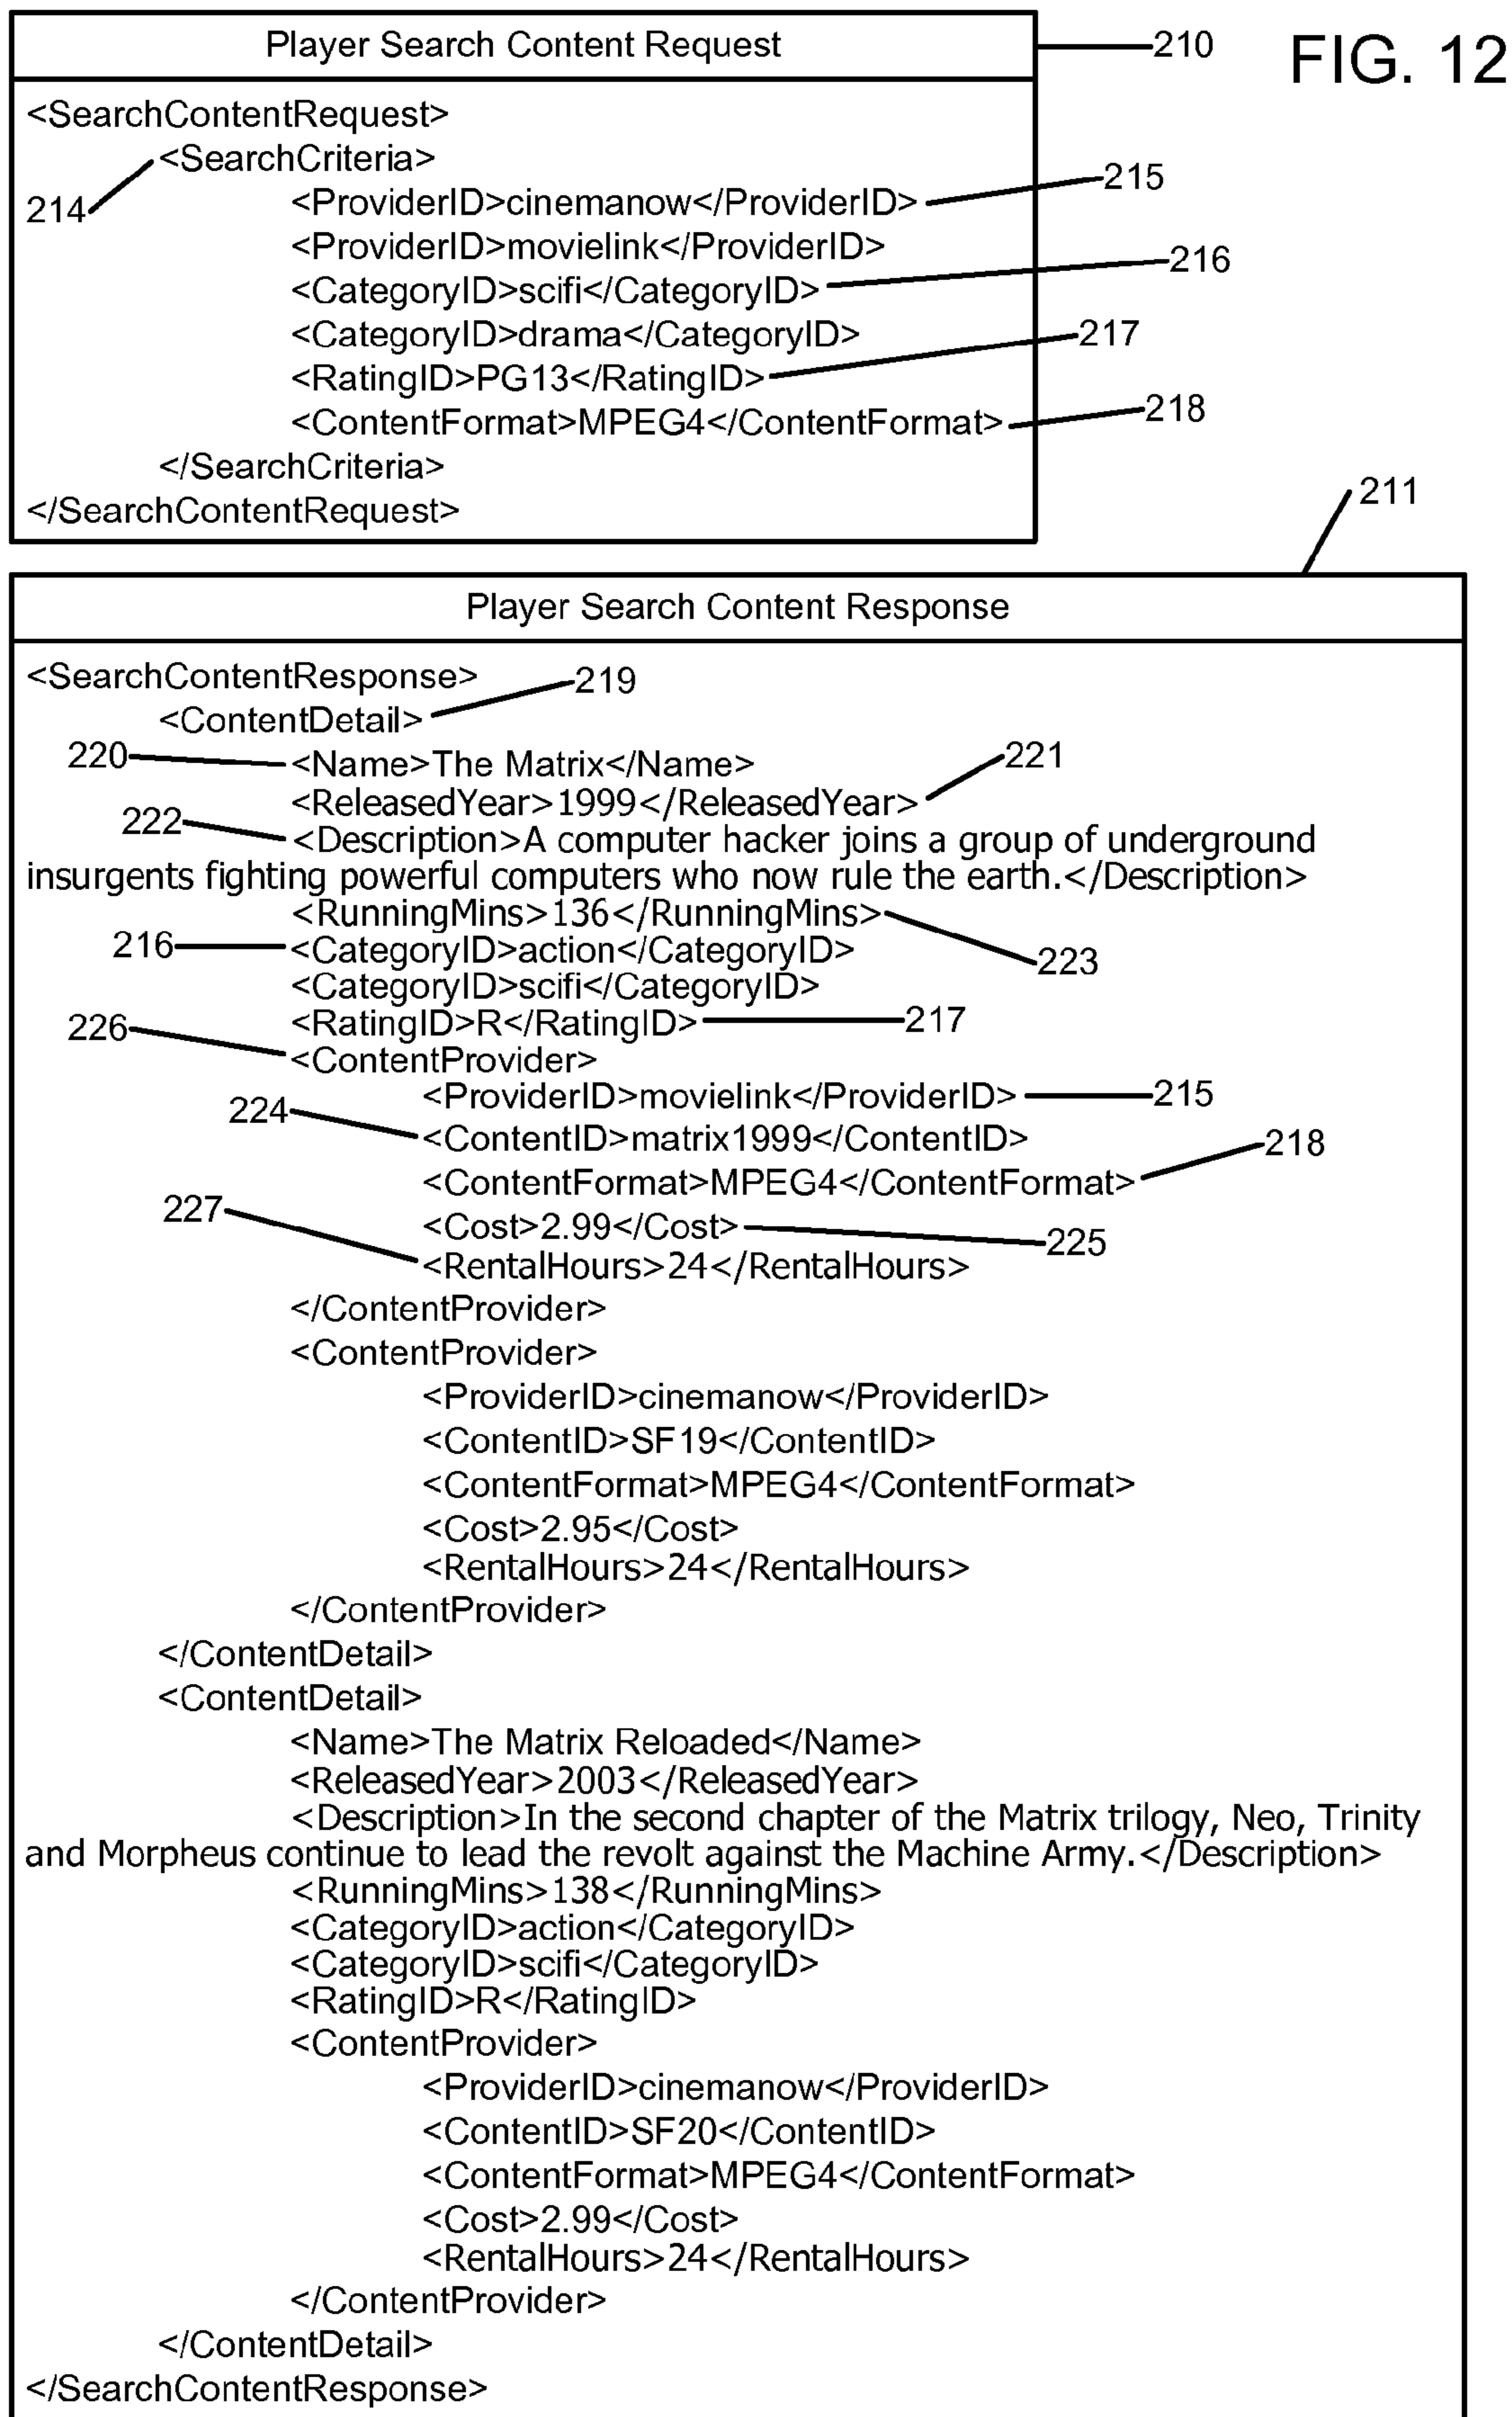 Player Search Content Request
210
FIG. 12
<SearchContentRequest>
<SearchCriteria>
214
<ProviderID>cinemanow</ProviderID>
215
<ProviderID>movielink</ProviderID>
<CategoryID>scifi</CategoryID>
216
<CategoryID>drama</CategoryID>
217
<RatingID>PG13</RatingID>
<ContentFormat>MPEG4</ContentFormat>
218
</SearchCriteria>
</SearchContentRequest>
211
Player Search Content Response
<SearchContentResponse>
219
<ContentDetail>
220
<Name>The Matrix</Name>
221
<ReleasedYear>1999</ReleasedYear>
222
<Description>A computer hacker joins a group of underground
insurgents fighting powerful computers who now rule the earth.</Description>
<RunningMins>136</RunningMins>
223
216
<CategoryID>action</CategoryID>
<CategoryID>scifi</CategoryID>
<RatingID>R</RatingID>
217
226
<ContentProvider>
<ProviderID>movielink</ProviderID>
215
224
<ContentID>matrix1999</ContentID>
<ContentFormat>MPEG4</ContentFormat>
218
227
<Cost>2.99</Cost>
225
<RentalHours>24</RentalHours>
</ContentProvider>
<ContentProvider>
<ProviderID>cinemanow</ProviderID>
<ContentID>SF19</ContentID>
<ContentFormat>MPEG4</ContentFormat>
<Cost>2.95</Cost>
<RentalHours>24</RentalHours>
</ContentProvider>
</ContentDetail>
<ContentDetail>
<Name>The Matrix Reloaded</Name>
<ReleasedYear>2003</ReleasedYear>
<Description>In the second chapter of the Matrix trilogy, Neo, Trinity
and Morpheus continue to lead the revolt against the Machine Army.</Description>
<RunningMins>138</RunningMins>
<CategoryID>action</CategoryID>
<CategoryID>scifi</CategoryID>
<RatingID>R</RatingID>
<ContentProvider>
<ProviderID>cinemanow</ProviderID>
<ContentID>SF20</ContentID>
<ContentFormat>MPEG4</ContentFormat>
<Cost>2.99</Cost>
<RentalHours>24</RentalHours>
</ContentProvider>
</ContentDetail>
</SearchContentResponse>